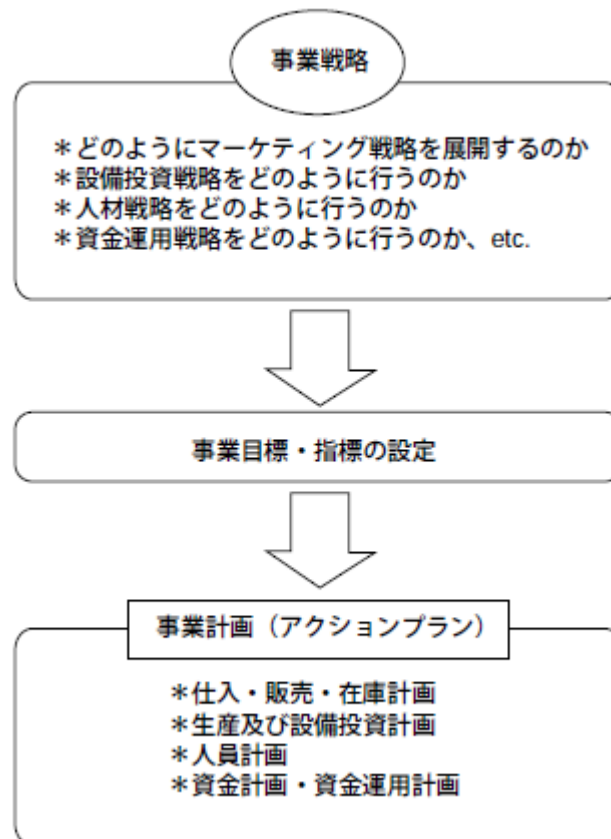 事業戦略
＊どのようにマーケティング戦略を展開するのか
＊設備投資戦略をどのように行うのか
＊人材戦略をどのように行うのか
＊資金運用戦略をどのように行うのか、etc.
事業目標・指標の設定
事業計画（アクションプラン）
＊仕入・販売・在庫計画
＊生産及び設備投資計画
＊人員計画
＊資金計画・資金運用計画